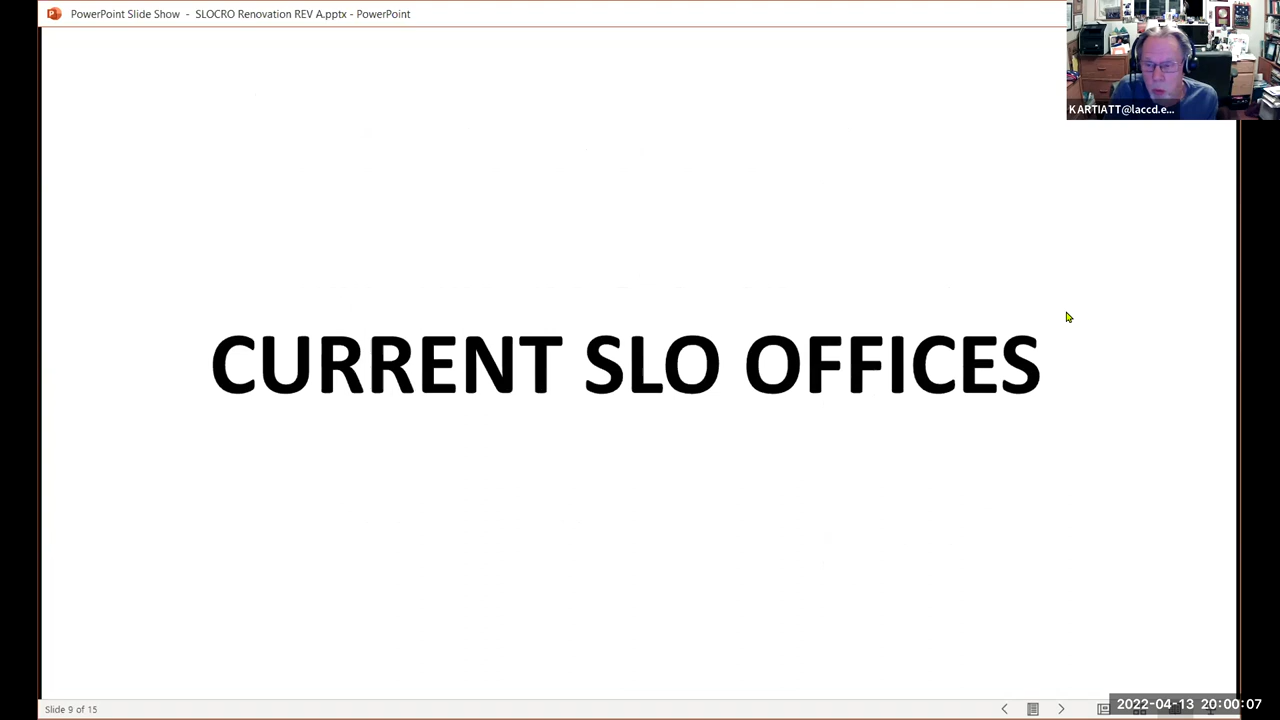 PowerPoint Slide Show - SLOCRO Renovation REV A.pptx - PowerPoint
KARTIATT@laccd.e...
CURRENT SLO OFFICES
Slide 9 of 15
2022-04-13 20:00:07